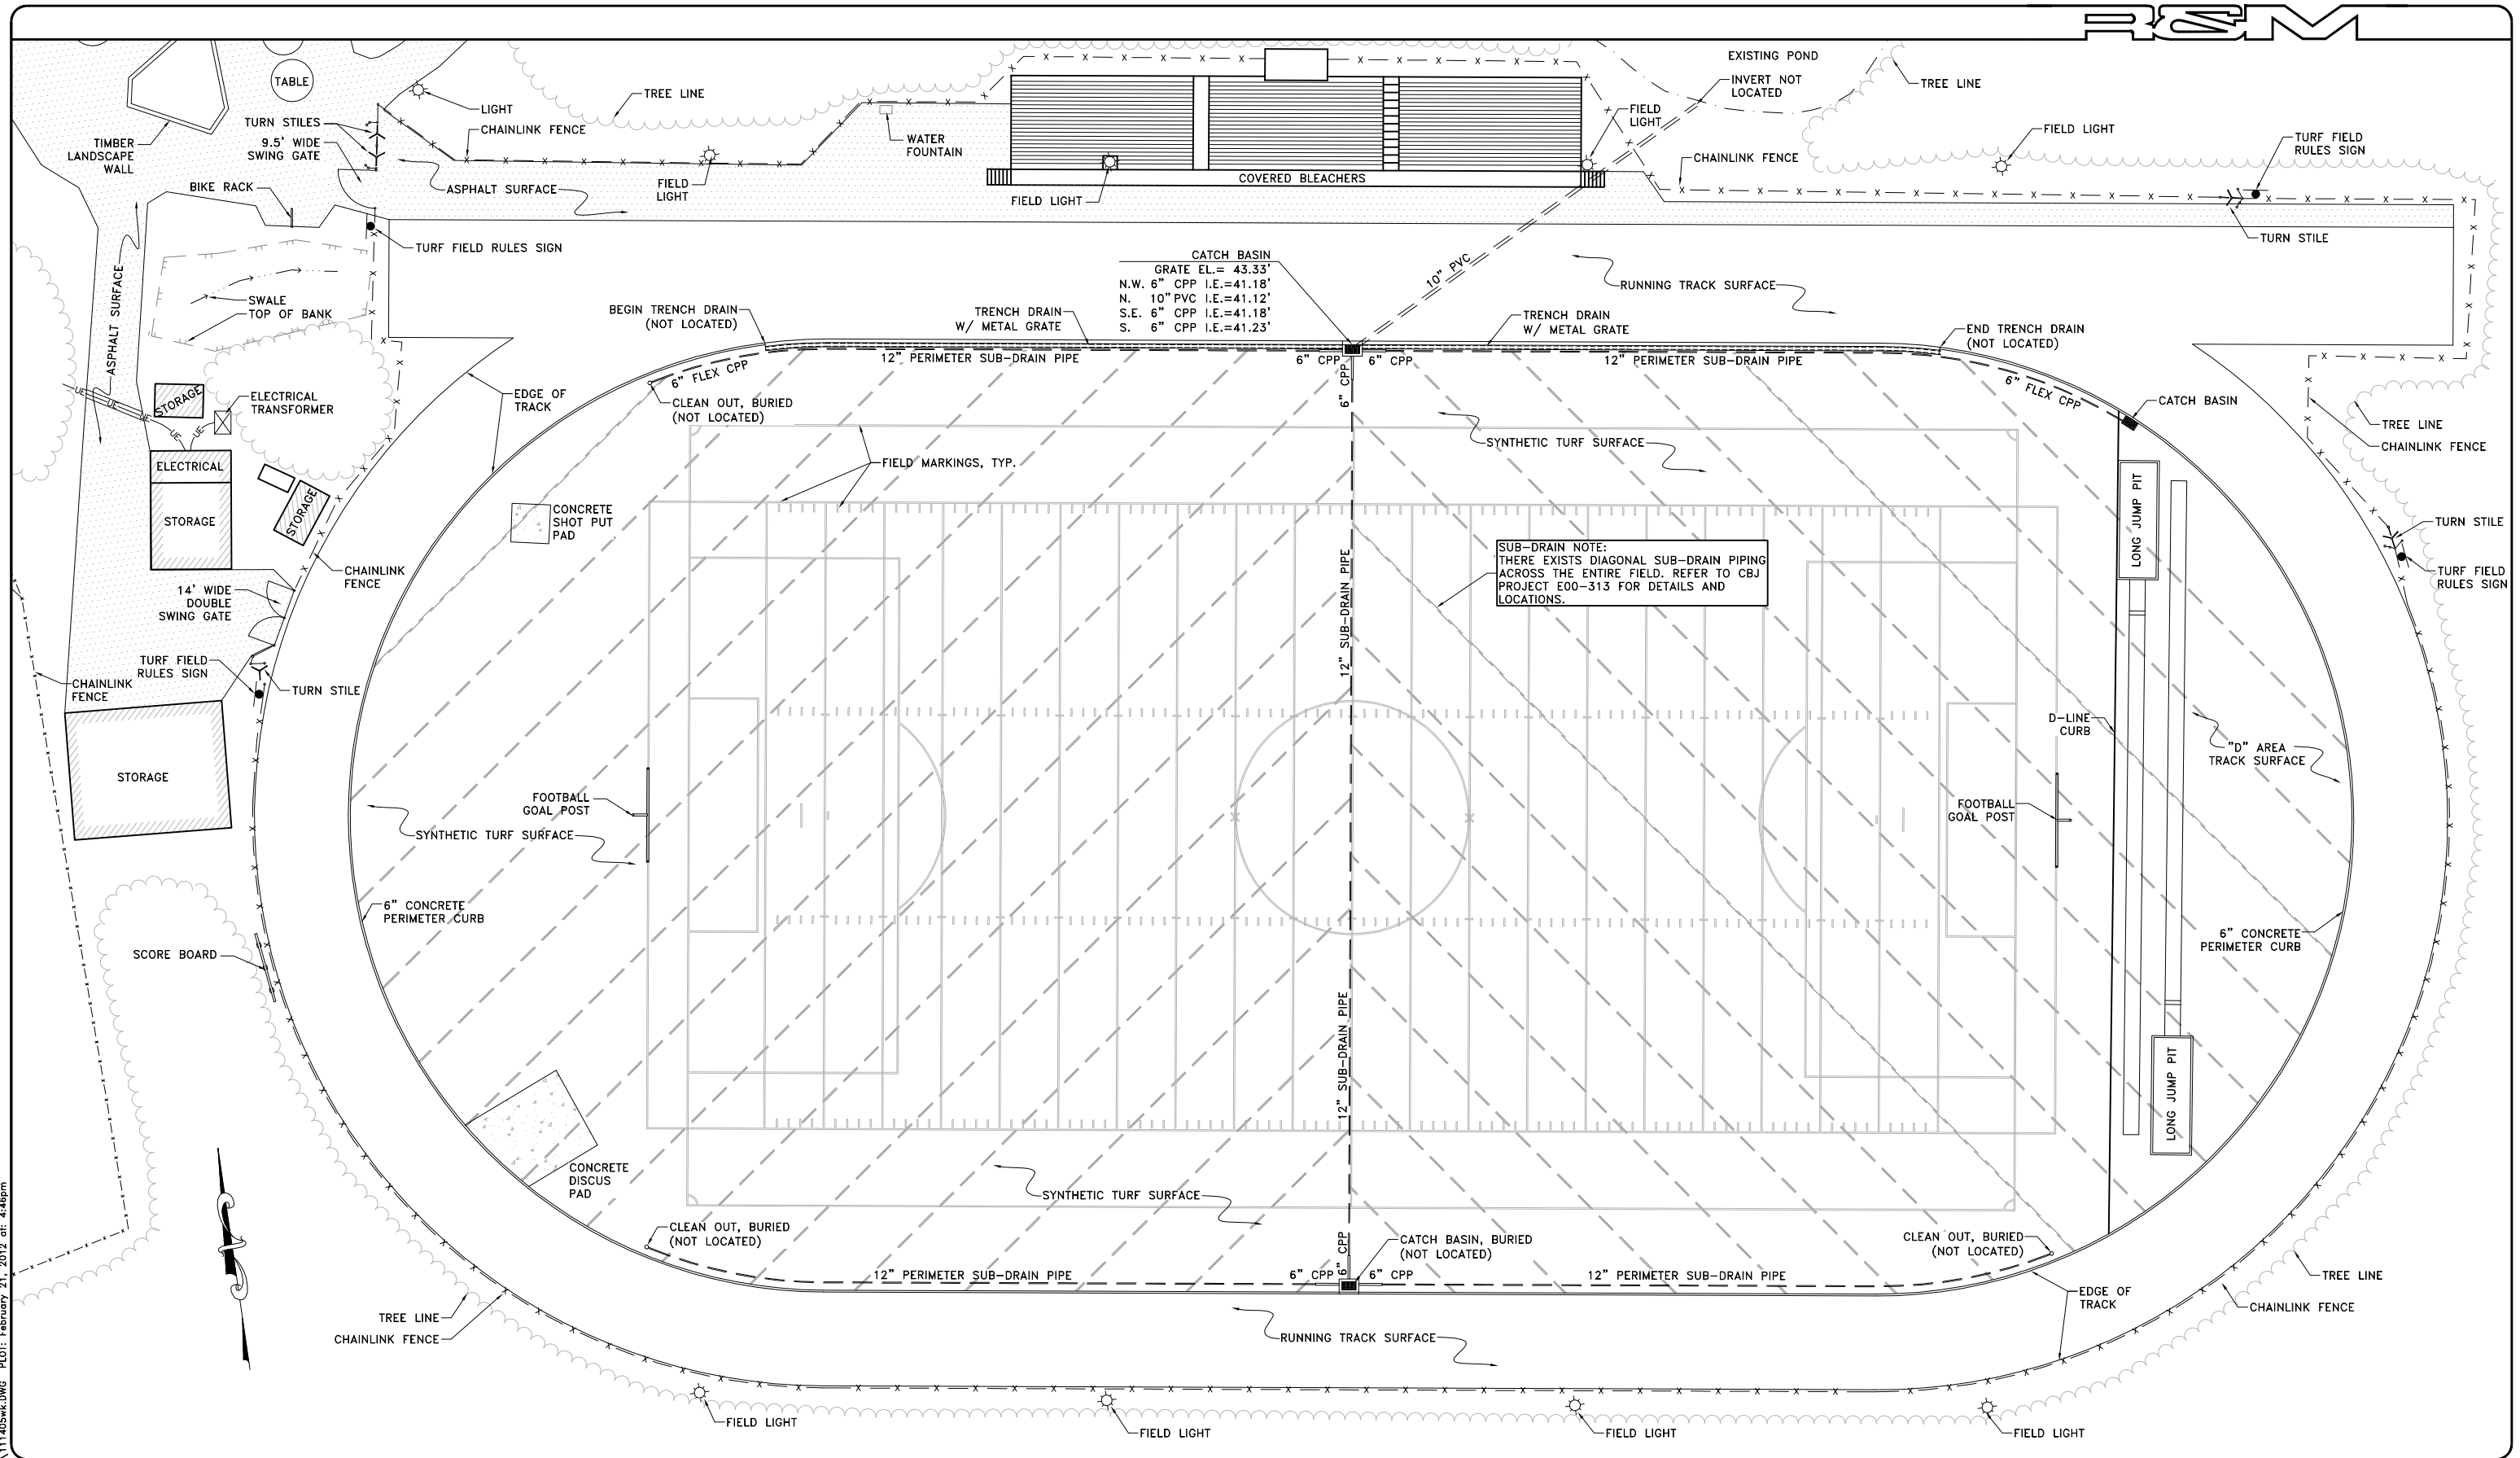 R&M
EXISTING POND
INVERT NOT
LOCATED
TREE LINE
TABLE
LIGHT
TREE LINE
TURN STILES
CHAINLINK FENCE
9.5' WIDE
SWING GATE
TIMBER
LANDSCAPE
WALL
WATER
FOUNTAIN
FIELD
LIGHT
FIELD LIGHT
TURF FIELD
RULES SIGN
CHAINLINK FENCE
BIKE RACK
ASPHALT SURFACE
FIELD
LIGHT
COVERED BLEACHERS
FIELD LIGHT
TURN STILE
TURF FIELD RULES SIGN
ASPHALT SURFACE
SWALE
TOP OF BANK
CATCH BASIN
GRATE EL.= 43.33'
N.W. 6" CPP I.E.=41.18'
N. 10" PVC I.E.=41.12'
S.E. 6" CPP I.E.=41.18'
S. 6" CPP I.E.=41.23'
10" PVC
RUNNING TRACK SURFACE
BEGIN TRENCH DRAIN
(NOT LOCATED)
TRENCH DRAIN
W/ METAL GRATE
TRENCH DRAIN
W/ METAL GRATE
END TRENCH DRAIN
(NOT LOCATED)
12" PERIMETER SUB-DRAIN PIPE
6" CPP
6" CPP
12" PERIMETER SUB-DRAIN PIPE
6" FLEX CPP
6" CPP
6" FLEX CPP
EDGE OF
TRACK
CLEAN OUT, BURIED
(NOT LOCATED)
CATCH BASIN
UE
UE
UE
UE
UE
STORAGE
ELECTRICAL
TRANSFORMER
TREE LINE
CHAINLINK FENCE
SYNTHETIC TURF SURFACE
FIELD MARKINGS, TYP.
ELECTRICAL
STORAGE
STORAGE
CONCRETE
SHOT PUT
PAD
LONG JUMP PIT
TURN STILE
TURF FIELD
RULES SIGN
SUB-DRAIN NOTE:
THERE EXISTS DIAGONAL SUB-DRAIN PIPING
ACROSS THE ENTIRE FIELD. REFER TO CBJ
PROJECT E00-313 FOR DETAILS AND
LOCATIONS.
CHAINLINK
FENCE
14' WIDE
DOUBLE
SWING GATE
12" SUB-DRAIN PIPE
TURF FIELD
RULES SIGN
TURN STILE
CHAINLINK
FENCE
D-LINE
CURB
"D" AREA
TRACK SURFACE
STORAGE
FOOTBALL
GOAL POST
FOOTBALL
GOAL POST
SYNTHETIC TURF SURFACE
6" CONCRETE
PERIMETER CURB
6" CONCRETE
PERIMETER CURB
SCORE BOARD
12" SUB-DRAIN PIPE
LONG JUMP PIT
CONCRETE
DISCUS
PAD
SYNTHETIC TURF SURFACE
CLEAN OUT, BURIED
(NOT LOCATED)
6" CPP
CATCH BASIN, BURIED
(NOT LOCATED)
CLEAN OUT, BURIED
(NOT LOCATED)
12" PERIMETER SUB-DRAIN PIPE
6" CPP
6" CPP
12" PERIMETER SUB-DRAIN PIPE
TREE LINE
EDGE OF
TRACK
CHAINLINK FENCE
TREE LINE
CHAINLINK FENCE
RUNNING TRACK SURFACE
FIELD LIGHT
FIELD LIGHT
FIELD LIGHT
FIELD LIGHT
111405wk.DWG PLOT: February 21, 2012 at: 4:46pm